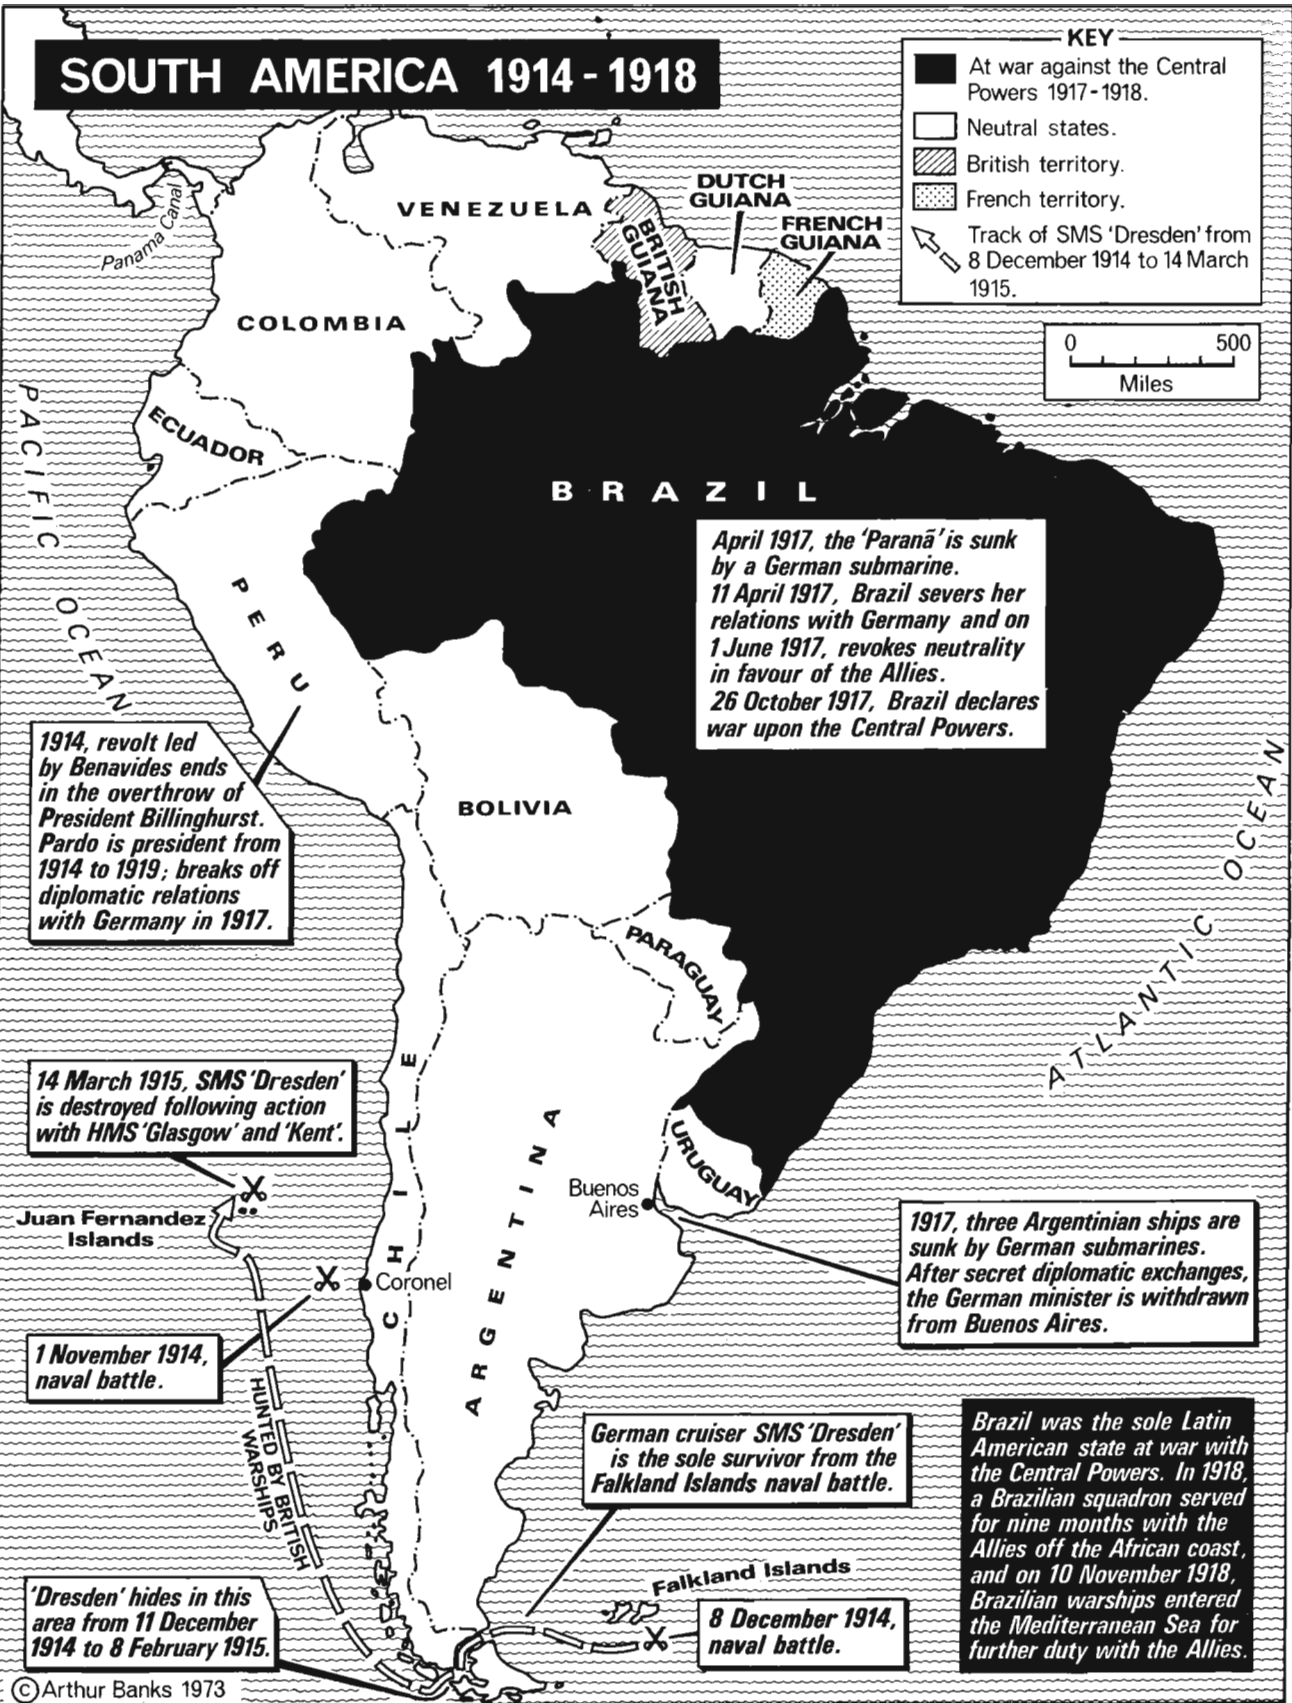 SOUTH AMERICA 1914-1918
KEY
At war against the Central
Powers 1917-1918.
Neutral states.
British territory.
French territory.
Track of SMS 'Dresden' from
8 December 1914 to 14 March
1915.
0 500
Miles
Panama Canal
VENEZUELA
DUTCH
GUIANA
FRENCH
GUIANA
BRITISH
GUIANA
COLOMBIA
ECUADOR
PACIFIC OCEAN
BRAZIL
April 1917, the 'Paranã' is sunk
by a German submarine.
11 April 1917, Brazil severs her
relations with Germany and on
1 June 1917, revokes neutrality
in favour of the Allies.
26 October 1917, Brazil declares
war upon the Central Powers.
PERU
1914, revolt led
by Benavides ends
in the overthrow of
President Billinghurst.
Pardo is president from
1914 to 1919; breaks off
diplomatic relations
with Germany in 1917.
BOLIVIA
ATLANTIC OCEAN
PARAGUAY
CHILE
ARGENTINA
URUGUAY
14 March 1915, SMS 'Dresden'
is destroyed following action
with HMS 'Glasgow' and 'Kent'.
Buenos
Aires
Juan Fernandez
Islands
Coronel
1917, three Argentinian ships are
sunk by German submarines.
After secret diplomatic exchanges,
the German minister is withdrawn
from Buenos Aires.
1 November 1914,
naval battle.
HUNTED BY BRITISH
WARSHIPS
German cruiser SMS 'Dresden'
is the sole survivor from the
Falkland Islands naval battle.
Brazil was the sole Latin
American state at war with
the Central Powers. In 1918,
a Brazilian squadron served
for nine months with the
Allies off the African coast,
and on 10 November 1918,
Brazilian warships entered
the Mediterranean Sea for
further duty with the Allies.
Falkland Islands
8 December 1914,
naval battle.
'Dresden' hides in this
area from 11 December
1914 to 8 February 1915.
© Arthur Banks 1973